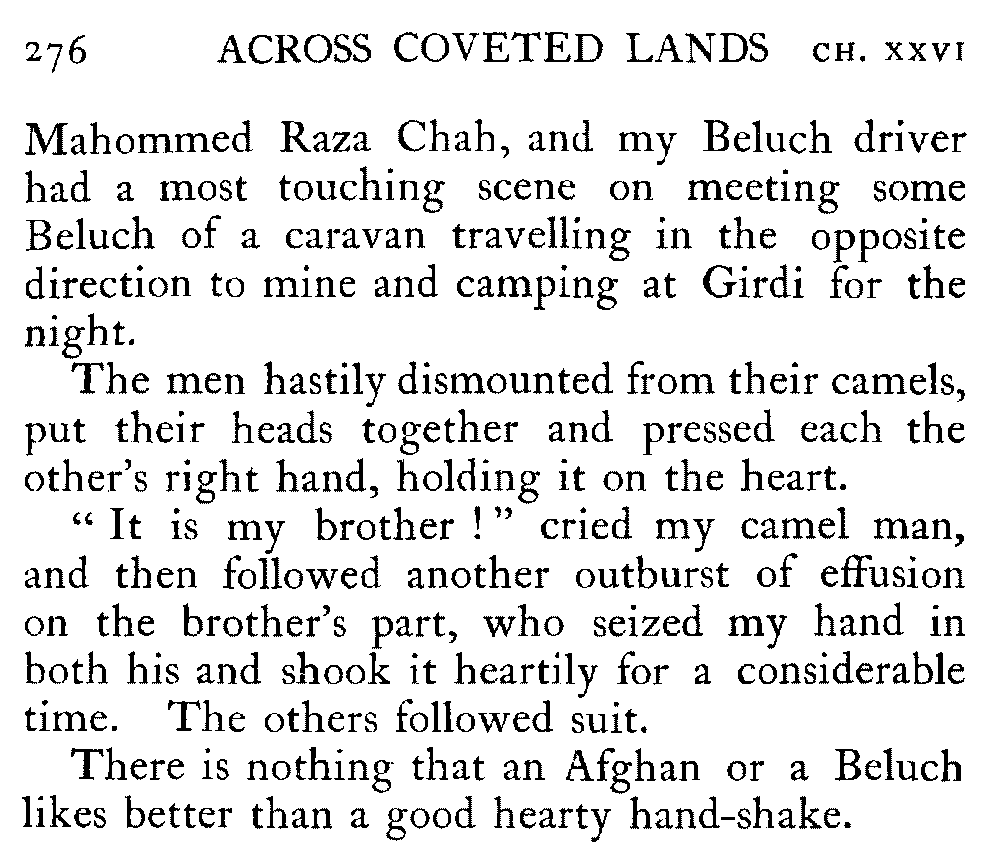 276 ACROSS COVETED LANDS CH. XXVI
Mahommed Raza Chah, and my Beluch driver
had a most touching scene on meeting some
Beluch of a caravan travelling in the opposite
direction to mine and camping at Girdi for the
night.
The men hastily dismounted from their camels,
put their heads together and pressed each the
other's right hand, holding it on the heart.
“ It is my brother ! ” cried my camel man,
and then followed another outburst of effusion
on the brother's part, who seized my hand in
both his and shook it heartily for a considerable
time. The others followed suit.
There is nothing that an Afghan or a Beluch
likes better than a good hearty hand-shake.